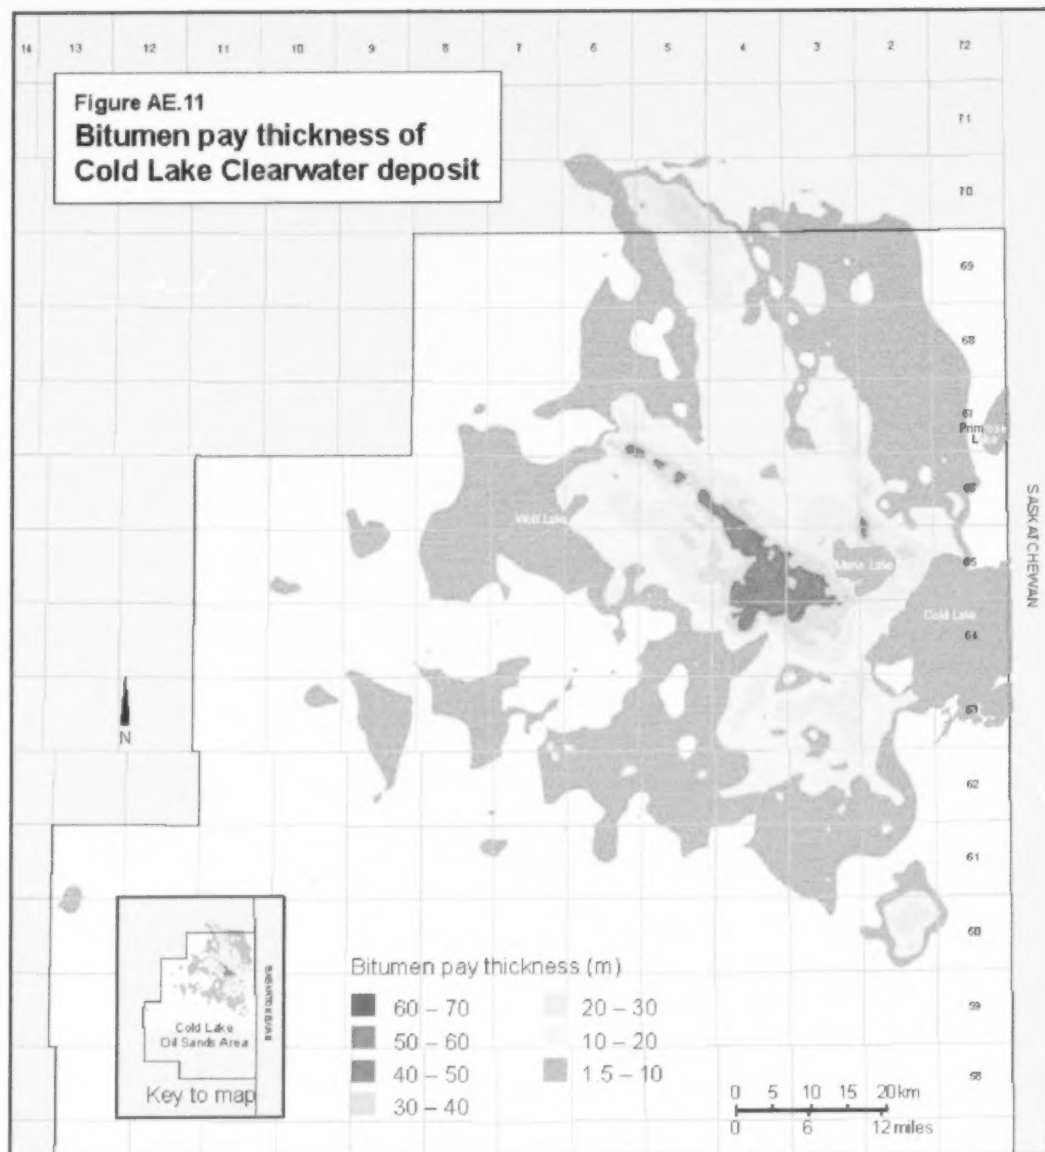 14 13 12 11 10 9 8 7 6 5 4 3 2 72
Figure AE.11
Bitumen pay thickness of
Cold Lake Clearwater deposit
71
70
69
68
67
66
65
64
63
62
61
60
59
58
Wolf Lake
Marie Lake
Cold Lake
SASKATCHEWAN
N
Cold Lake
Oil Sands Area
Key to map
Bitumen pay thickness (m)
60 – 70
50 – 60
40 – 50
30 – 40
20 – 30
10 – 20
1.5 – 10
0 5 10 15 20 km
0 6 12 miles